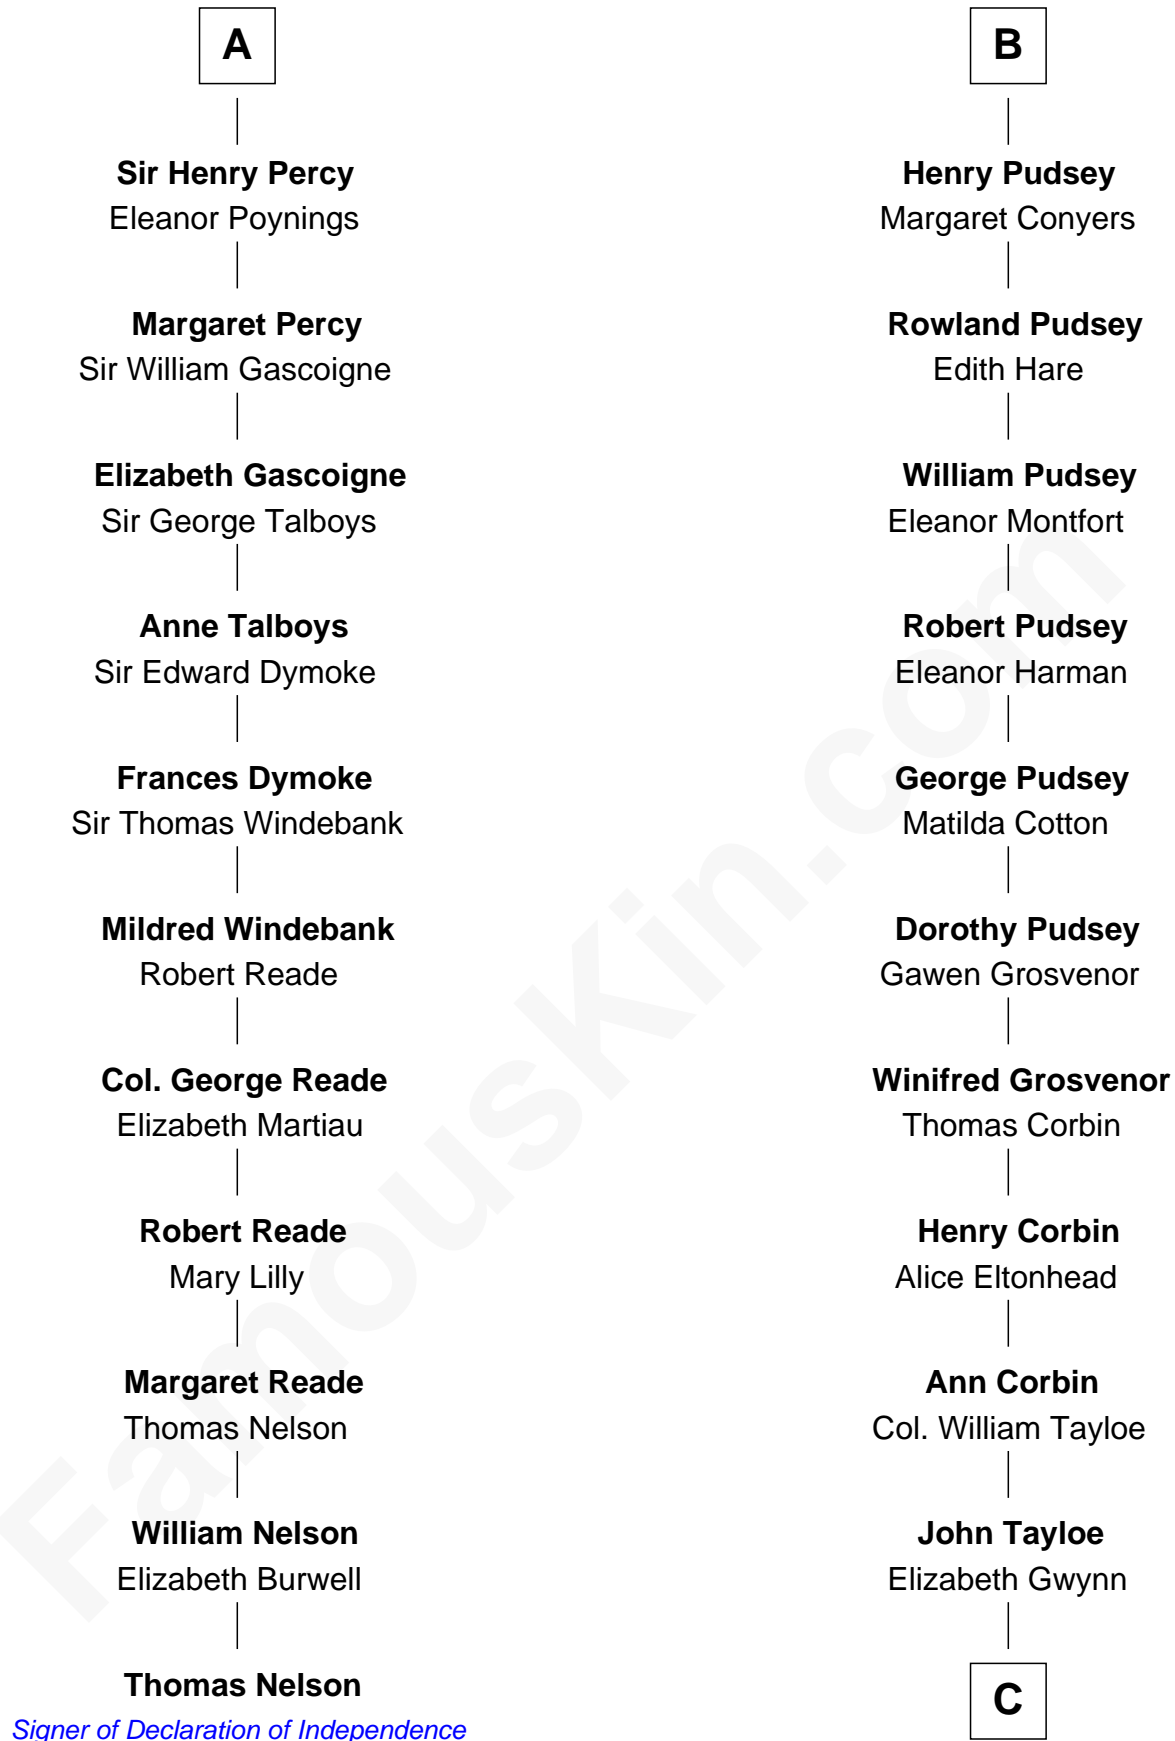 A
Sir Henry Percy
Eleanor Poynings
Margaret Percy
Sir William Gascoigne
Elizabeth Gascoigne
Sir George Talboys
Anne Talboys
Sir Edward Dymoke
Frances Dymoke
Sir Thomas Windebank
Mildred Windebank
Robert Reade
Col. George Reade
Elizabeth Martiau
Robert Reade
Mary Lilly
Margaret Reade
Thomas Nelson
William Nelson
Elizabeth Burwell
Thomas Nelson
Signer of Declaration of Independence
B
Henry Pudsey
Margaret Conyers
Rowland Pudsey
Edith Hare
William Pudsey
Eleanor Montfort
Robert Pudsey
Eleanor Harman
George Pudsey
Matilda Cotton
Dorothy Pudsey
Gawen Grosvenor
Winifred Grosvenor
Thomas Corbin
Henry Corbin
Alice Eltonhead
Ann Corbin
Col. William Tayloe
John Tayloe
Elizabeth Gwynn
C
FamousKin.com